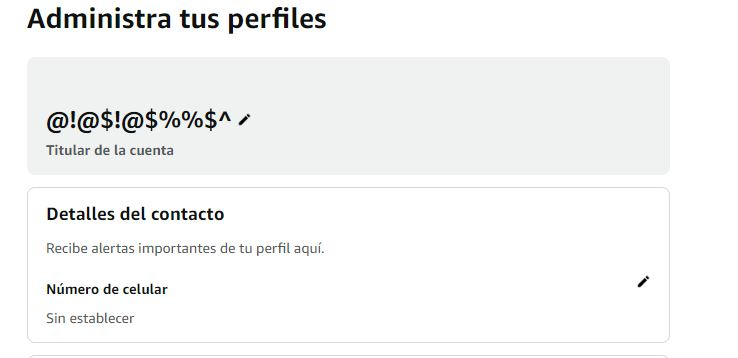 Administra tus perfiles
@!@$!@$%%$^
Titular de la cuenta
Detalles del contacto
Recibe alertas importantes de tu perfil aquí.
Número de celular
Sin establecer